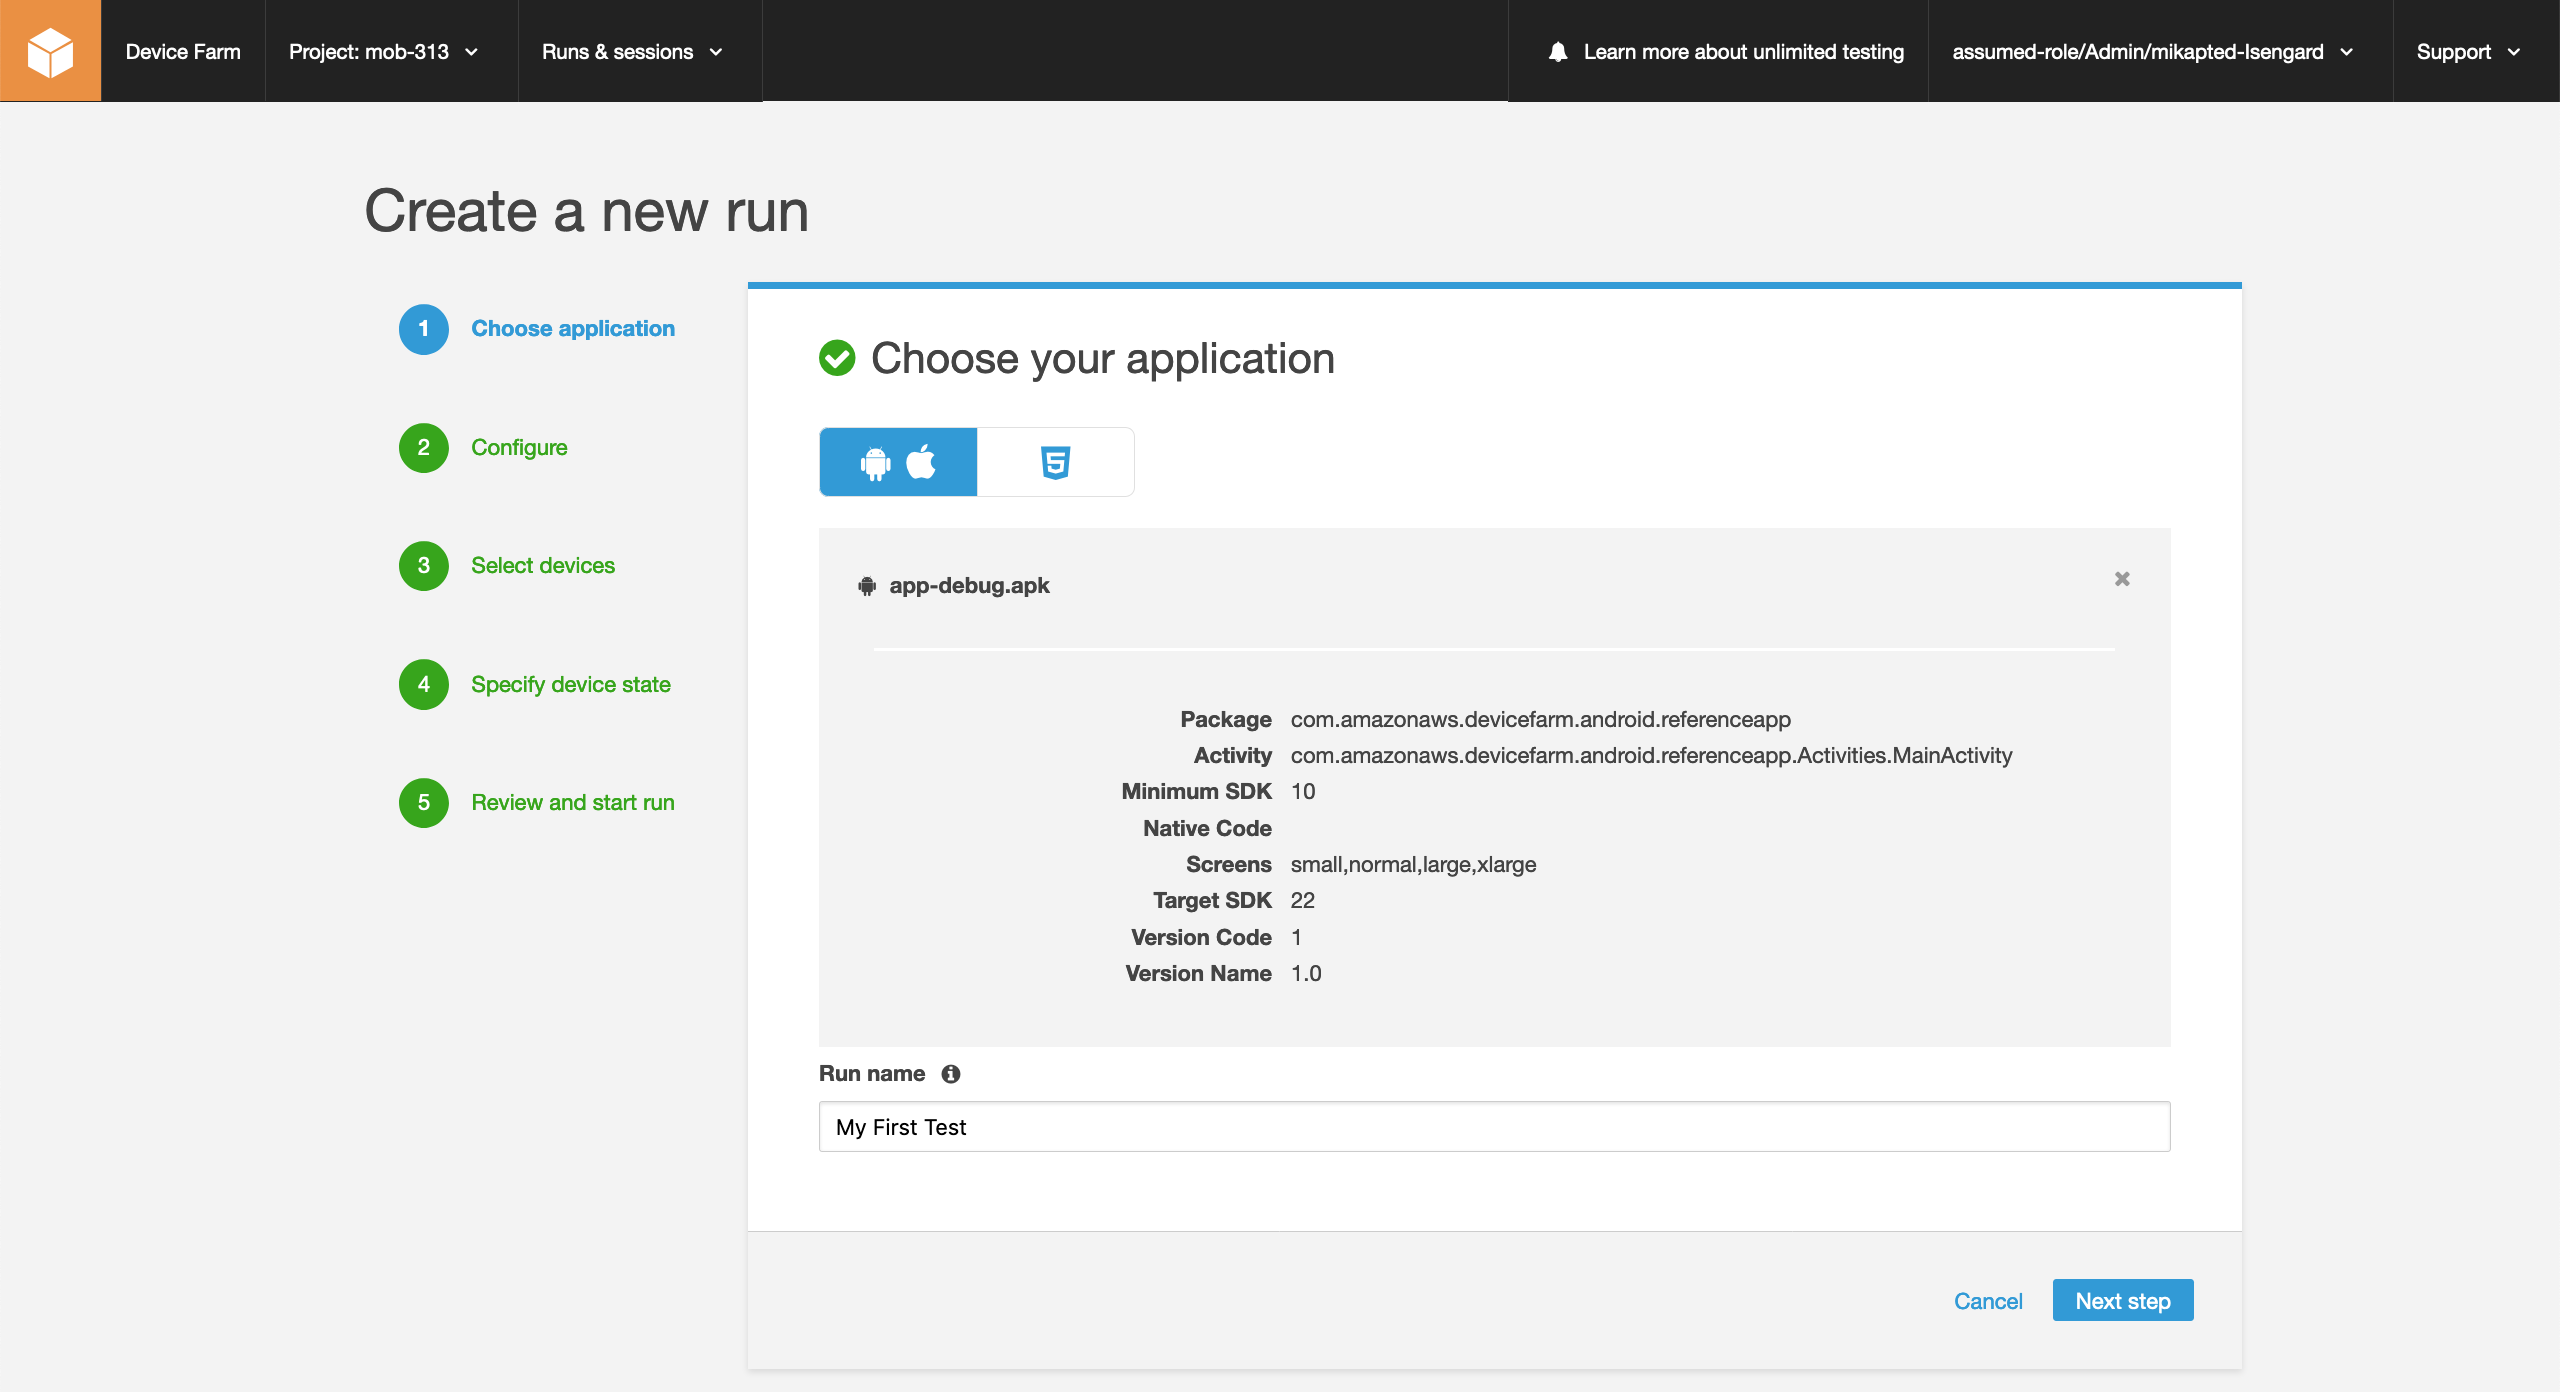 Device Farm
Project: mob-313
Runs & sessions
Learn more about unlimited testing
assumed-role/Admin/mikapted-Isengard
Support
Create a new run
1 Choose application
2 Configure
3 Select devices
4 Specify device state
5 Review and start run
Choose your application
5
app-debug.apk
Package com.amazonaws.devicefarm.android.referenceapp
Activity com.amazonaws.devicefarm.android.referenceapp.Activities.MainActivity
Minimum SDK 10
Native Code
Screens small,normal,large,xlarge
Target SDK 22
Version Code 1
Version Name 1.0
Run name
My First Test
Cancel
Next step